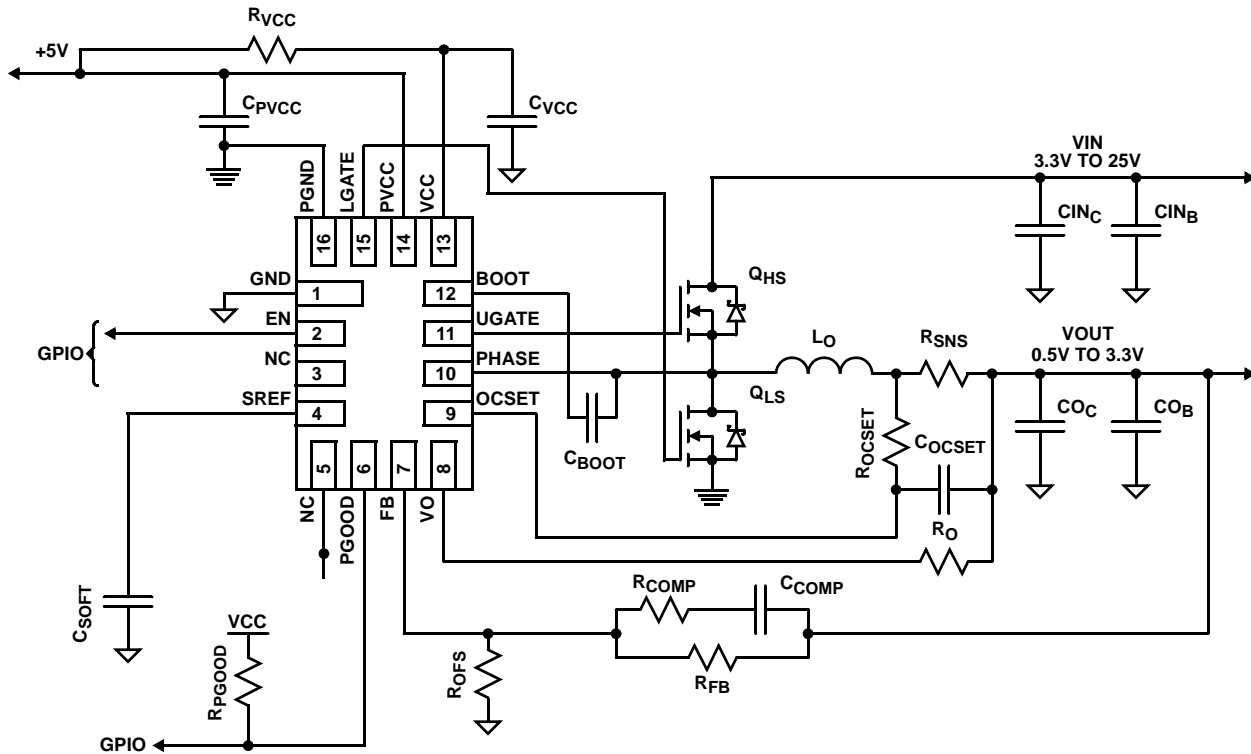 RVCC
+5V
CPVCC
CVCC
VIN
3.3V TO 25V
PGND
LGATE
PVCC
VCC
16
15
14
13
CINC
CINB
GND
1
12
BOOT
QHS
EN
2
11
UGATE
GPIO
NC
3
10
PHASE
LO
RSNS
VOUT
0.5V TO 3.3V
SREF
4
9
OCSET
QLS
5
6
7
8
CBOOT
ROCSET
COCSET
COC
COB
NC
PGOOD
FB
VO
RO
CSOFT
RCOMP
CCOMP
VCC
RPGOOD
ROFS
RFB
GPIO